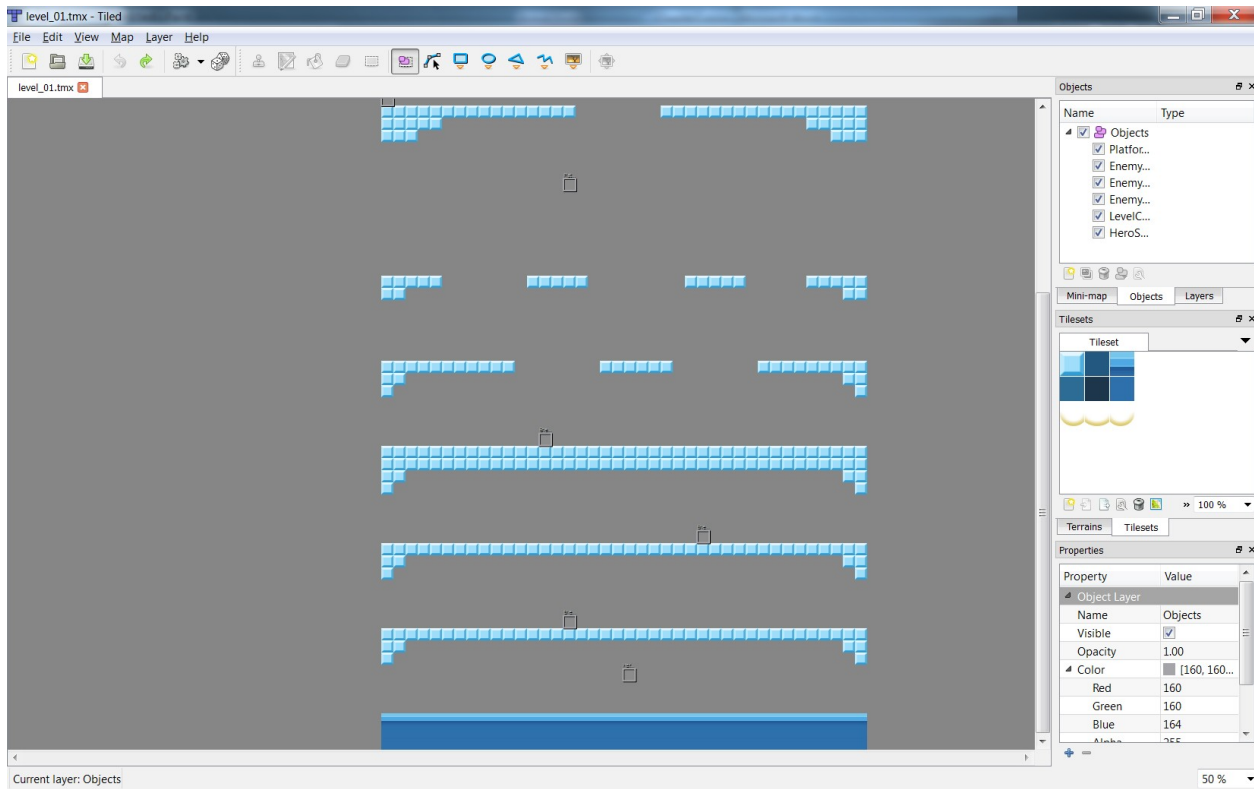 level_01.tmx - Tiled
File Edit View Map Layer Help
level_01.tmx
Objects
Name Type
Objects
Platfor...
Enemy...
Enemy...
Enemy...
LevelC...
HeroS...
Mini-map Objects Layers
Tilesets
Tileset
» 100 %
Terrains Tilesets
Properties
Property Value
Object Layer
Name Objects
Visible
Opacity 1.00
Color [160, 160...
Red 160
Green 160
Blue 164
Alpha 255
Current layer: Objects
50 %